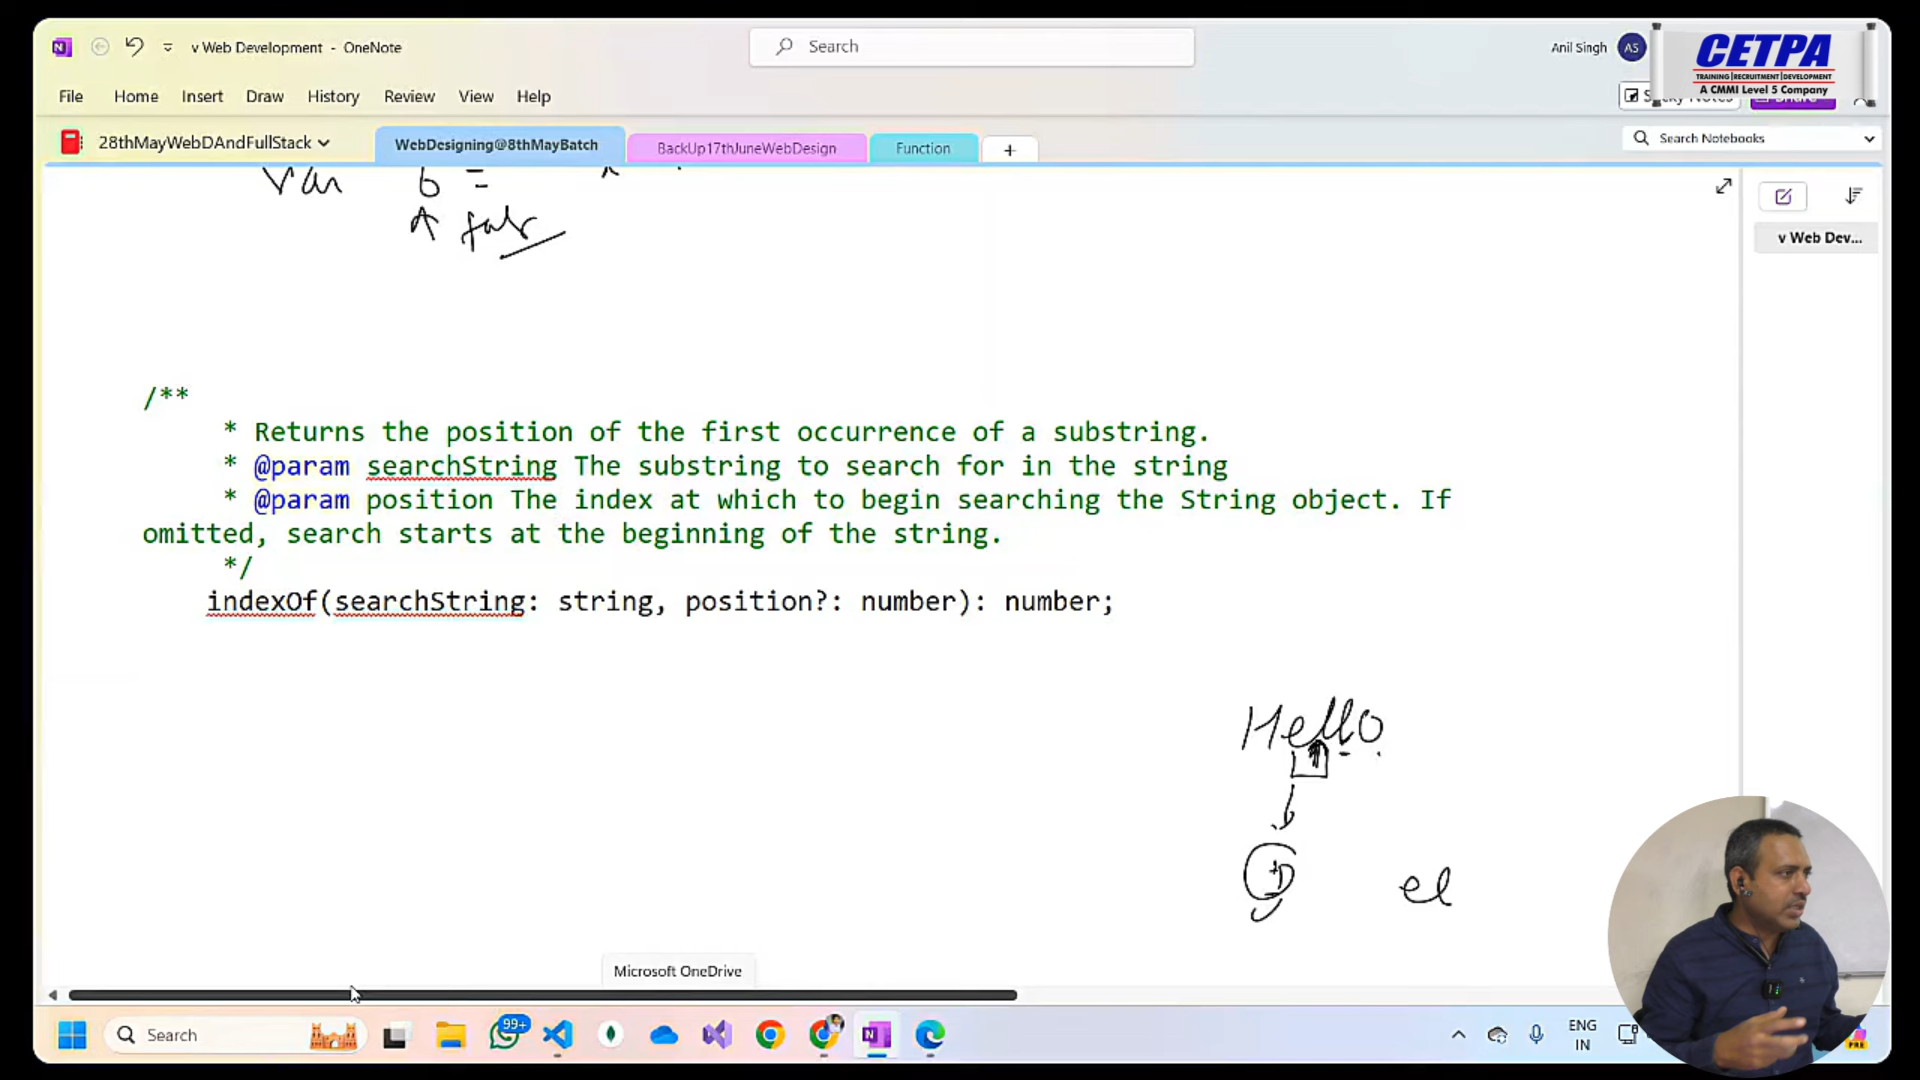 v Web Development - OneNote
Search
Anil Singh
AS
CETPA
TRAINING|RECRUITMENT|DEVELOPMENT
A CMMI Level 5 Company
File Home Insert Draw History Review View Help
28thMayWebDAndFullStack
WebDesigning@8thMayBatch
BackUp17thJuneWebDesign
Function
+
Search Notebooks
v Web Dev...
var b =
/**
* Returns the position of the first occurrence of a substring.
* @param searchString The substring to search for in the string
* @param position The index at which to begin searching the String object. If
omitted, search starts at the beginning of the string.
*/
indexOf(searchString: string, position?: number): number;
Hello
el
Microsoft OneDrive
Search
99+
ENG
IN
PRE